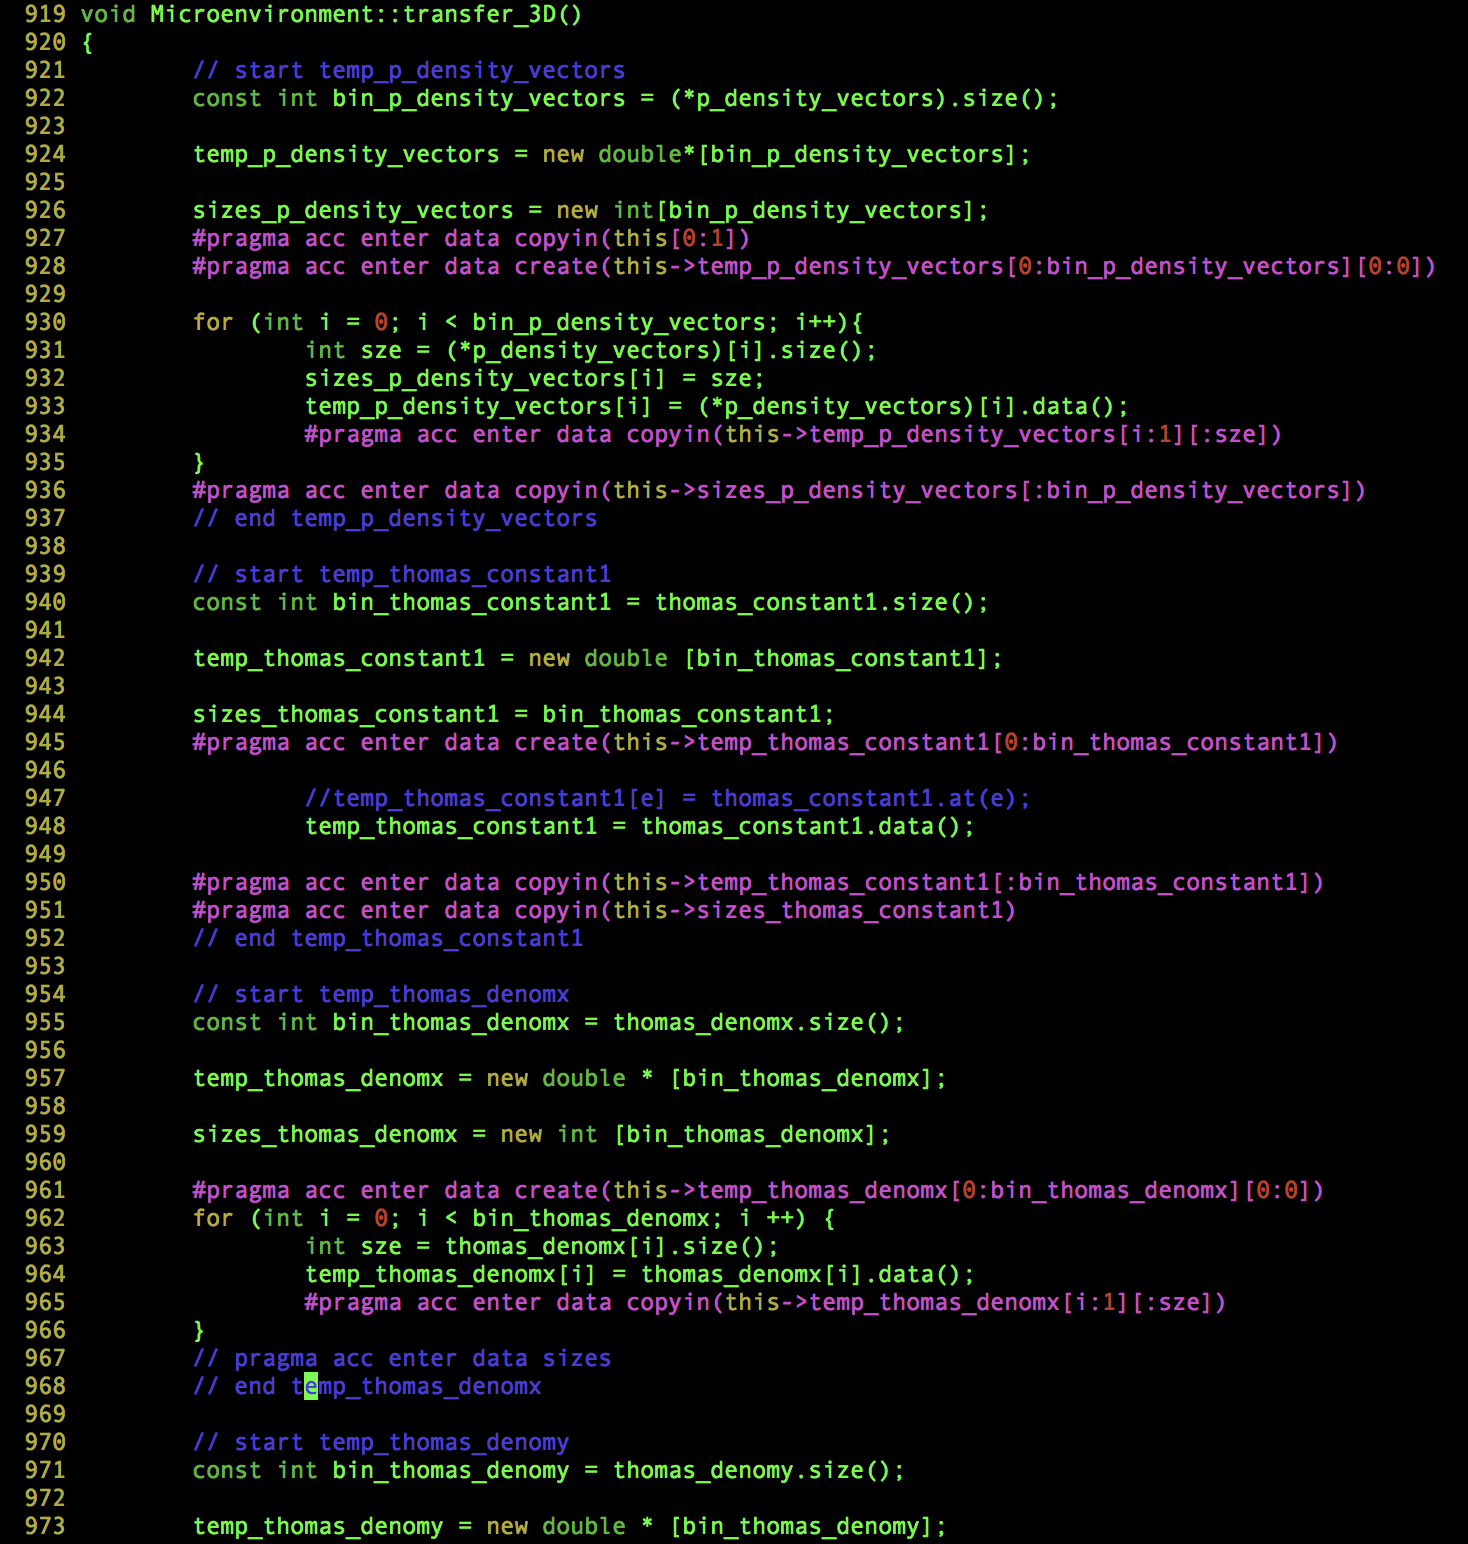 919 void Microenvironment::transfer_3D()
920 {
921         // start temp_p_density_vectors
922         const int bin_p_density_vectors = (*p_density_vectors).size();
923
924         temp_p_density_vectors = new double*[bin_p_density_vectors];
925
926         sizes_p_density_vectors = new int[bin_p_density_vectors];
927         #pragma acc enter data copyin(this[0:1])
928         #pragma acc enter data create(this->temp_p_density_vectors[0:bin_p_density_vectors][0:0])
929
930         for (int i = 0; i < bin_p_density_vectors; i++){
931                 int sze = (*p_density_vectors)[i].size();
932                 sizes_p_density_vectors[i] = sze;
933                 temp_p_density_vectors[i] = (*p_density_vectors)[i].data();
934                 #pragma acc enter data copyin(this->temp_p_density_vectors[i:1][:sze])
935         }
936         #pragma acc enter data copyin(this->sizes_p_density_vectors[:bin_p_density_vectors])
937         // end temp_p_density_vectors
938
939         // start temp_thomas_constant1
940         const int bin_thomas_constant1 = thomas_constant1.size();
941
942         temp_thomas_constant1 = new double [bin_thomas_constant1];
943
944         sizes_thomas_constant1 = bin_thomas_constant1;
945         #pragma acc enter data create(this->temp_thomas_constant1[0:bin_thomas_constant1])
946
947                 //temp_thomas_constant1[e] = thomas_constant1.at(e);
948                 temp_thomas_constant1 = thomas_constant1.data();
949
950         #pragma acc enter data copyin(this->temp_thomas_constant1[:bin_thomas_constant1])
951         #pragma acc enter data copyin(this->sizes_thomas_constant1)
952         // end temp_thomas_constant1
953
954         // start temp_thomas_denomx
955         const int bin_thomas_denomx = thomas_denomx.size();
956
957         temp_thomas_denomx = new double * [bin_thomas_denomx];
958
959         sizes_thomas_denomx = new int [bin_thomas_denomx];
960
961         #pragma acc enter data create(this->temp_thomas_denomx[0:bin_thomas_denomx][0:0])
962         for (int i = 0; i < bin_thomas_denomx; i ++) {
963                 int sze = thomas_denomx[i].size();
964                 temp_thomas_denomx[i] = thomas_denomx[i].data();
965                 #pragma acc enter data copyin(this->temp_thomas_denomx[i:1][:sze])
966         }
967         // pragma acc enter data sizes
968         // end temp_thomas_denomx
969
970         // start temp_thomas_denomy
971         const int bin_thomas_denomy = thomas_denomy.size();
972
973         temp_thomas_denomy = new double * [bin_thomas_denomy];